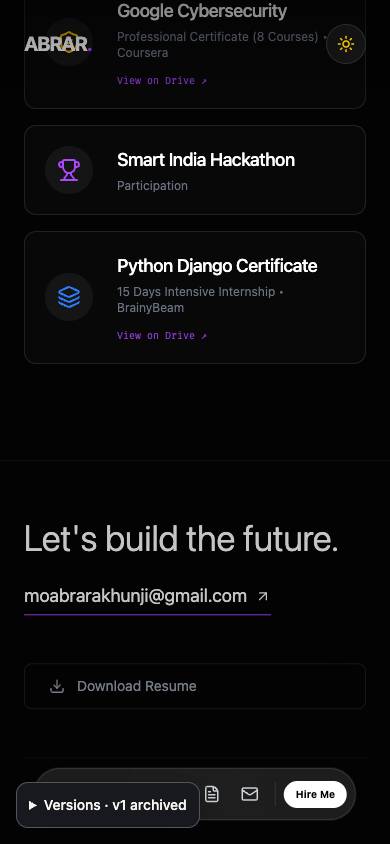 Google Cybersecurity
ABRAR.
Professional Certificate (8 Courses) •
Coursera
View on Drive ↗
Smart India Hackathon
Participation
Python Django Certificate
15 Days Intensive Internship •
BrainyBeam
View on Drive ↗
Let's build the future.
moabrarakhunji@gmail.com ↗
Download Resume
▶ Versions · v1 archived
Hire Me